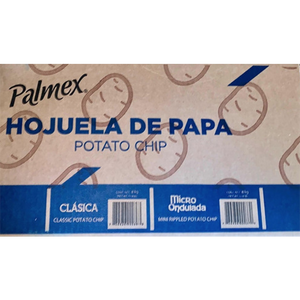 Palmex
HOJUELA DE PAPA
POTATO CHIP
CLÁSICA
CLASSIC POTATO CHIP
Micro
Ondulada
MINI RIPPLED POTATO CHIP